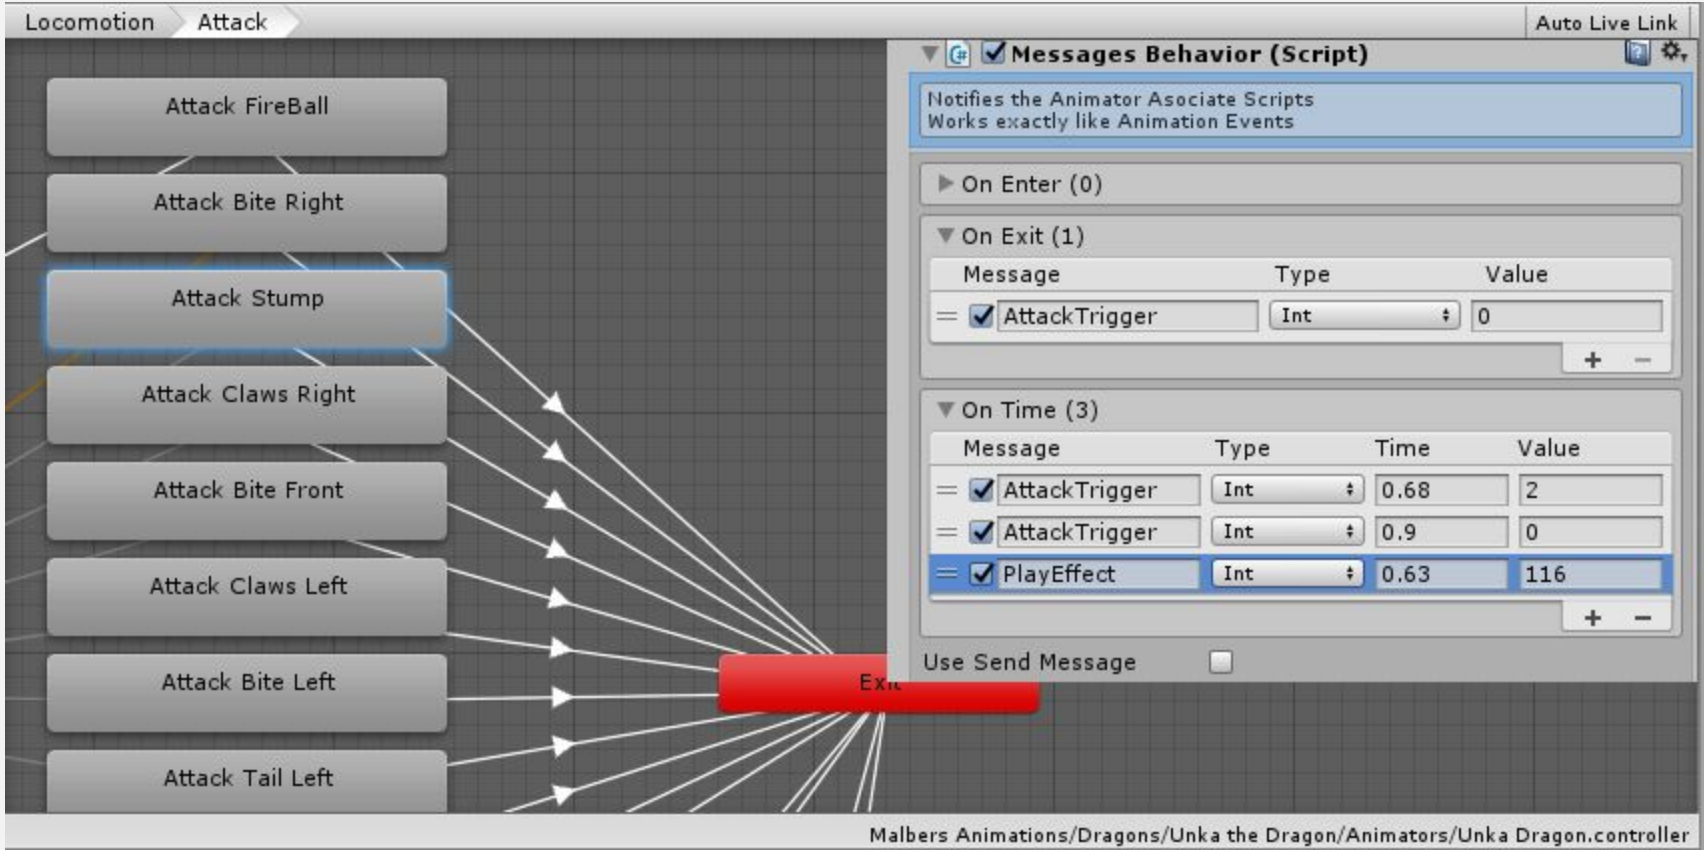 Locomotion
Attack
Auto Live Link
Attack FireBall
Attack Bite Right
Attack Stump
Attack Claws Right
Attack Bite Front
Attack Claws Left
Attack Bite Left
Attack Tail Left
Exit
C#
Messages Behavior (Script)
Notifies the Animator Asociate Scripts
Works exactly like Animation Events
On Enter (0)
On Exit (1)
Message Type Value
= AttackTrigger Int 0
+ −
On Time (3)
Message Type Time Value
= AttackTrigger Int 0.68 2
= AttackTrigger Int 0.9 0
= PlayEffect Int 0.63 116
+ −
Use Send Message
Malbers Animations/Dragons/Unka the Dragon/Animators/Unka Dragon.controller